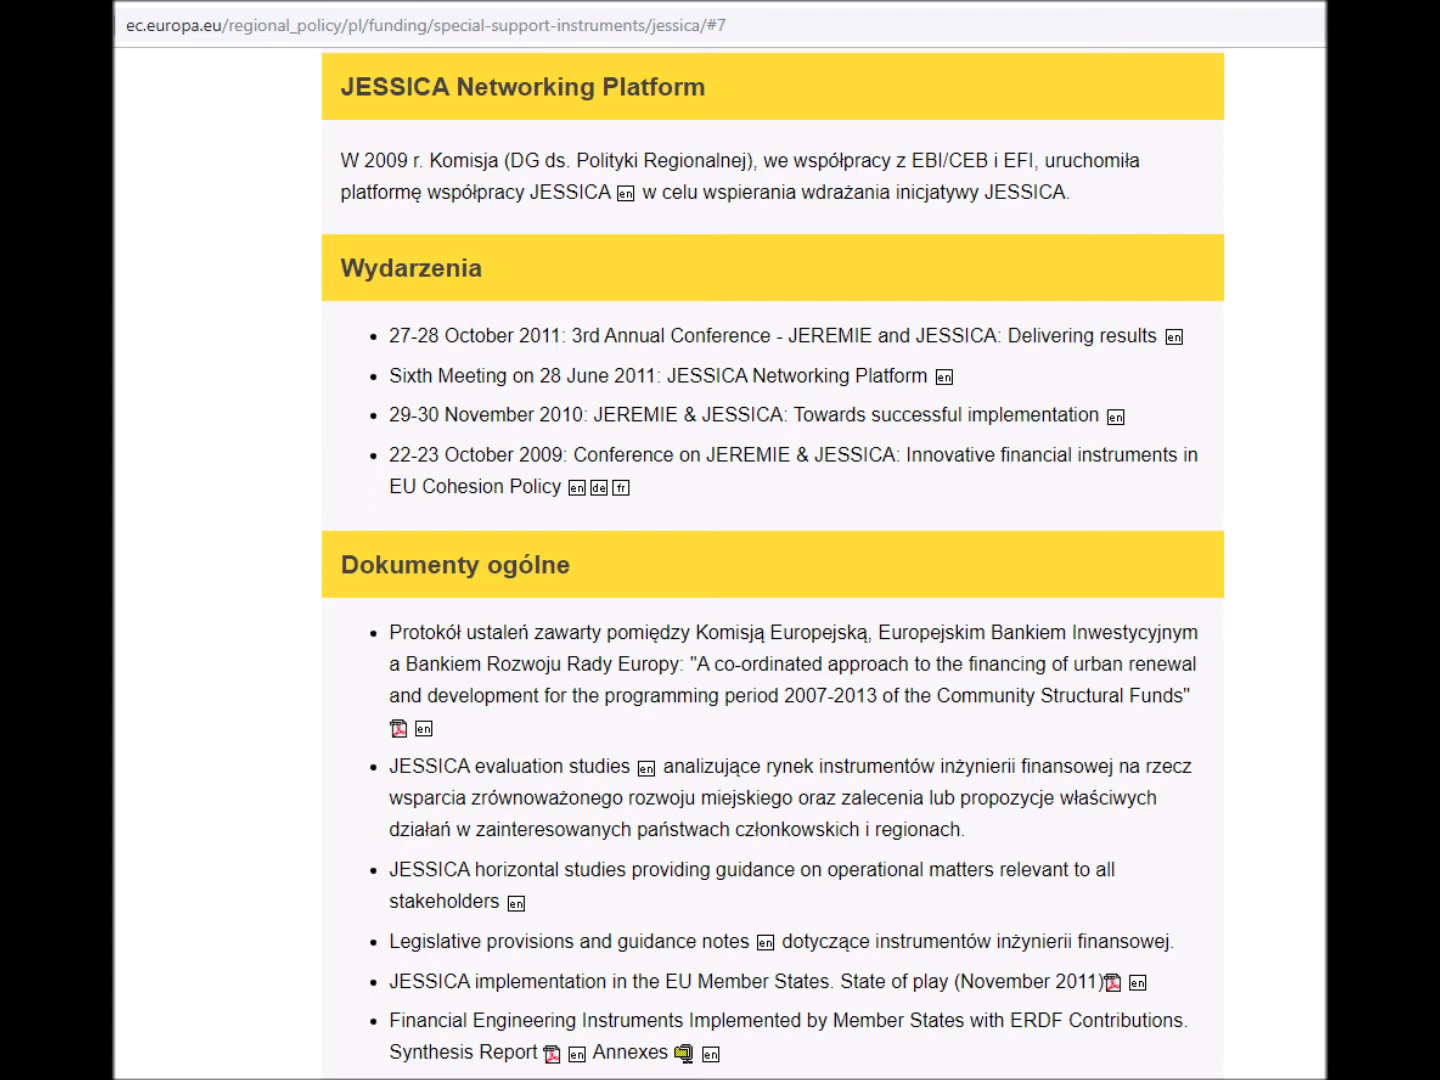 ec.europa.eu/regional_policy/pl/funding/special-support-instruments/jessica/#7
JESSICA Networking Platform
W 2009 r. Komisja (DG ds. Polityki Regionalnej), we współpracy z EBI/CEB i EFI, uruchomiła
platformę współpracy JESSICA en w celu wspierania wdrażania inicjatywy JESSICA.
Wydarzenia
• 27-28 October 2011: 3rd Annual Conference - JEREMIE and JESSICA: Delivering results en
• Sixth Meeting on 28 June 2011: JESSICA Networking Platform en
• 29-30 November 2010: JEREMIE & JESSICA: Towards successful implementation en
• 22-23 October 2009: Conference on JEREMIE & JESSICA: Innovative financial instruments in
EU Cohesion Policy en de fr
Dokumenty ogólne
• Protokół ustaleń zawarty pomiędzy Komisją Europejską, Europejskim Bankiem Inwestycyjnym
a Bankiem Rozwoju Rady Europy: "A co-ordinated approach to the financing of urban renewal
and development for the programming period 2007-2013 of the Community Structural Funds"
en
• JESSICA evaluation studies en analizujące rynek instrumentów inżynierii finansowej na rzecz
wsparcia zrównoważonego rozwoju miejskiego oraz zalecenia lub propozycje właściwych
działań w zainteresowanych państwach członkowskich i regionach.
• JESSICA horizontal studies providing guidance on operational matters relevant to all
stakeholders en
• Legislative provisions and guidance notes en dotyczące instrumentów inżynierii finansowej.
• JESSICA implementation in the EU Member States. State of play (November 2011) en
• Financial Engineering Instruments Implemented by Member States with ERDF Contributions.
Synthesis Report en Annexes en